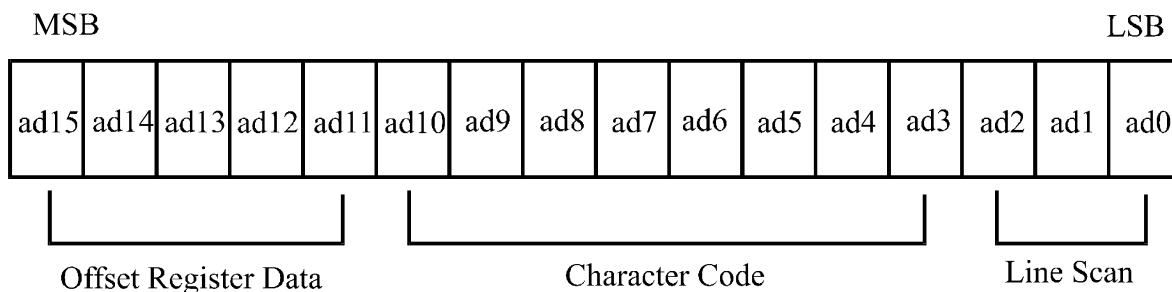 MSB LSB
ad15 ad14 ad13 ad12 ad11 ad10 ad9 ad8 ad7 ad6 ad5 ad4 ad3 ad2 ad1 ad0
Offset Register Data Character Code Line Scan